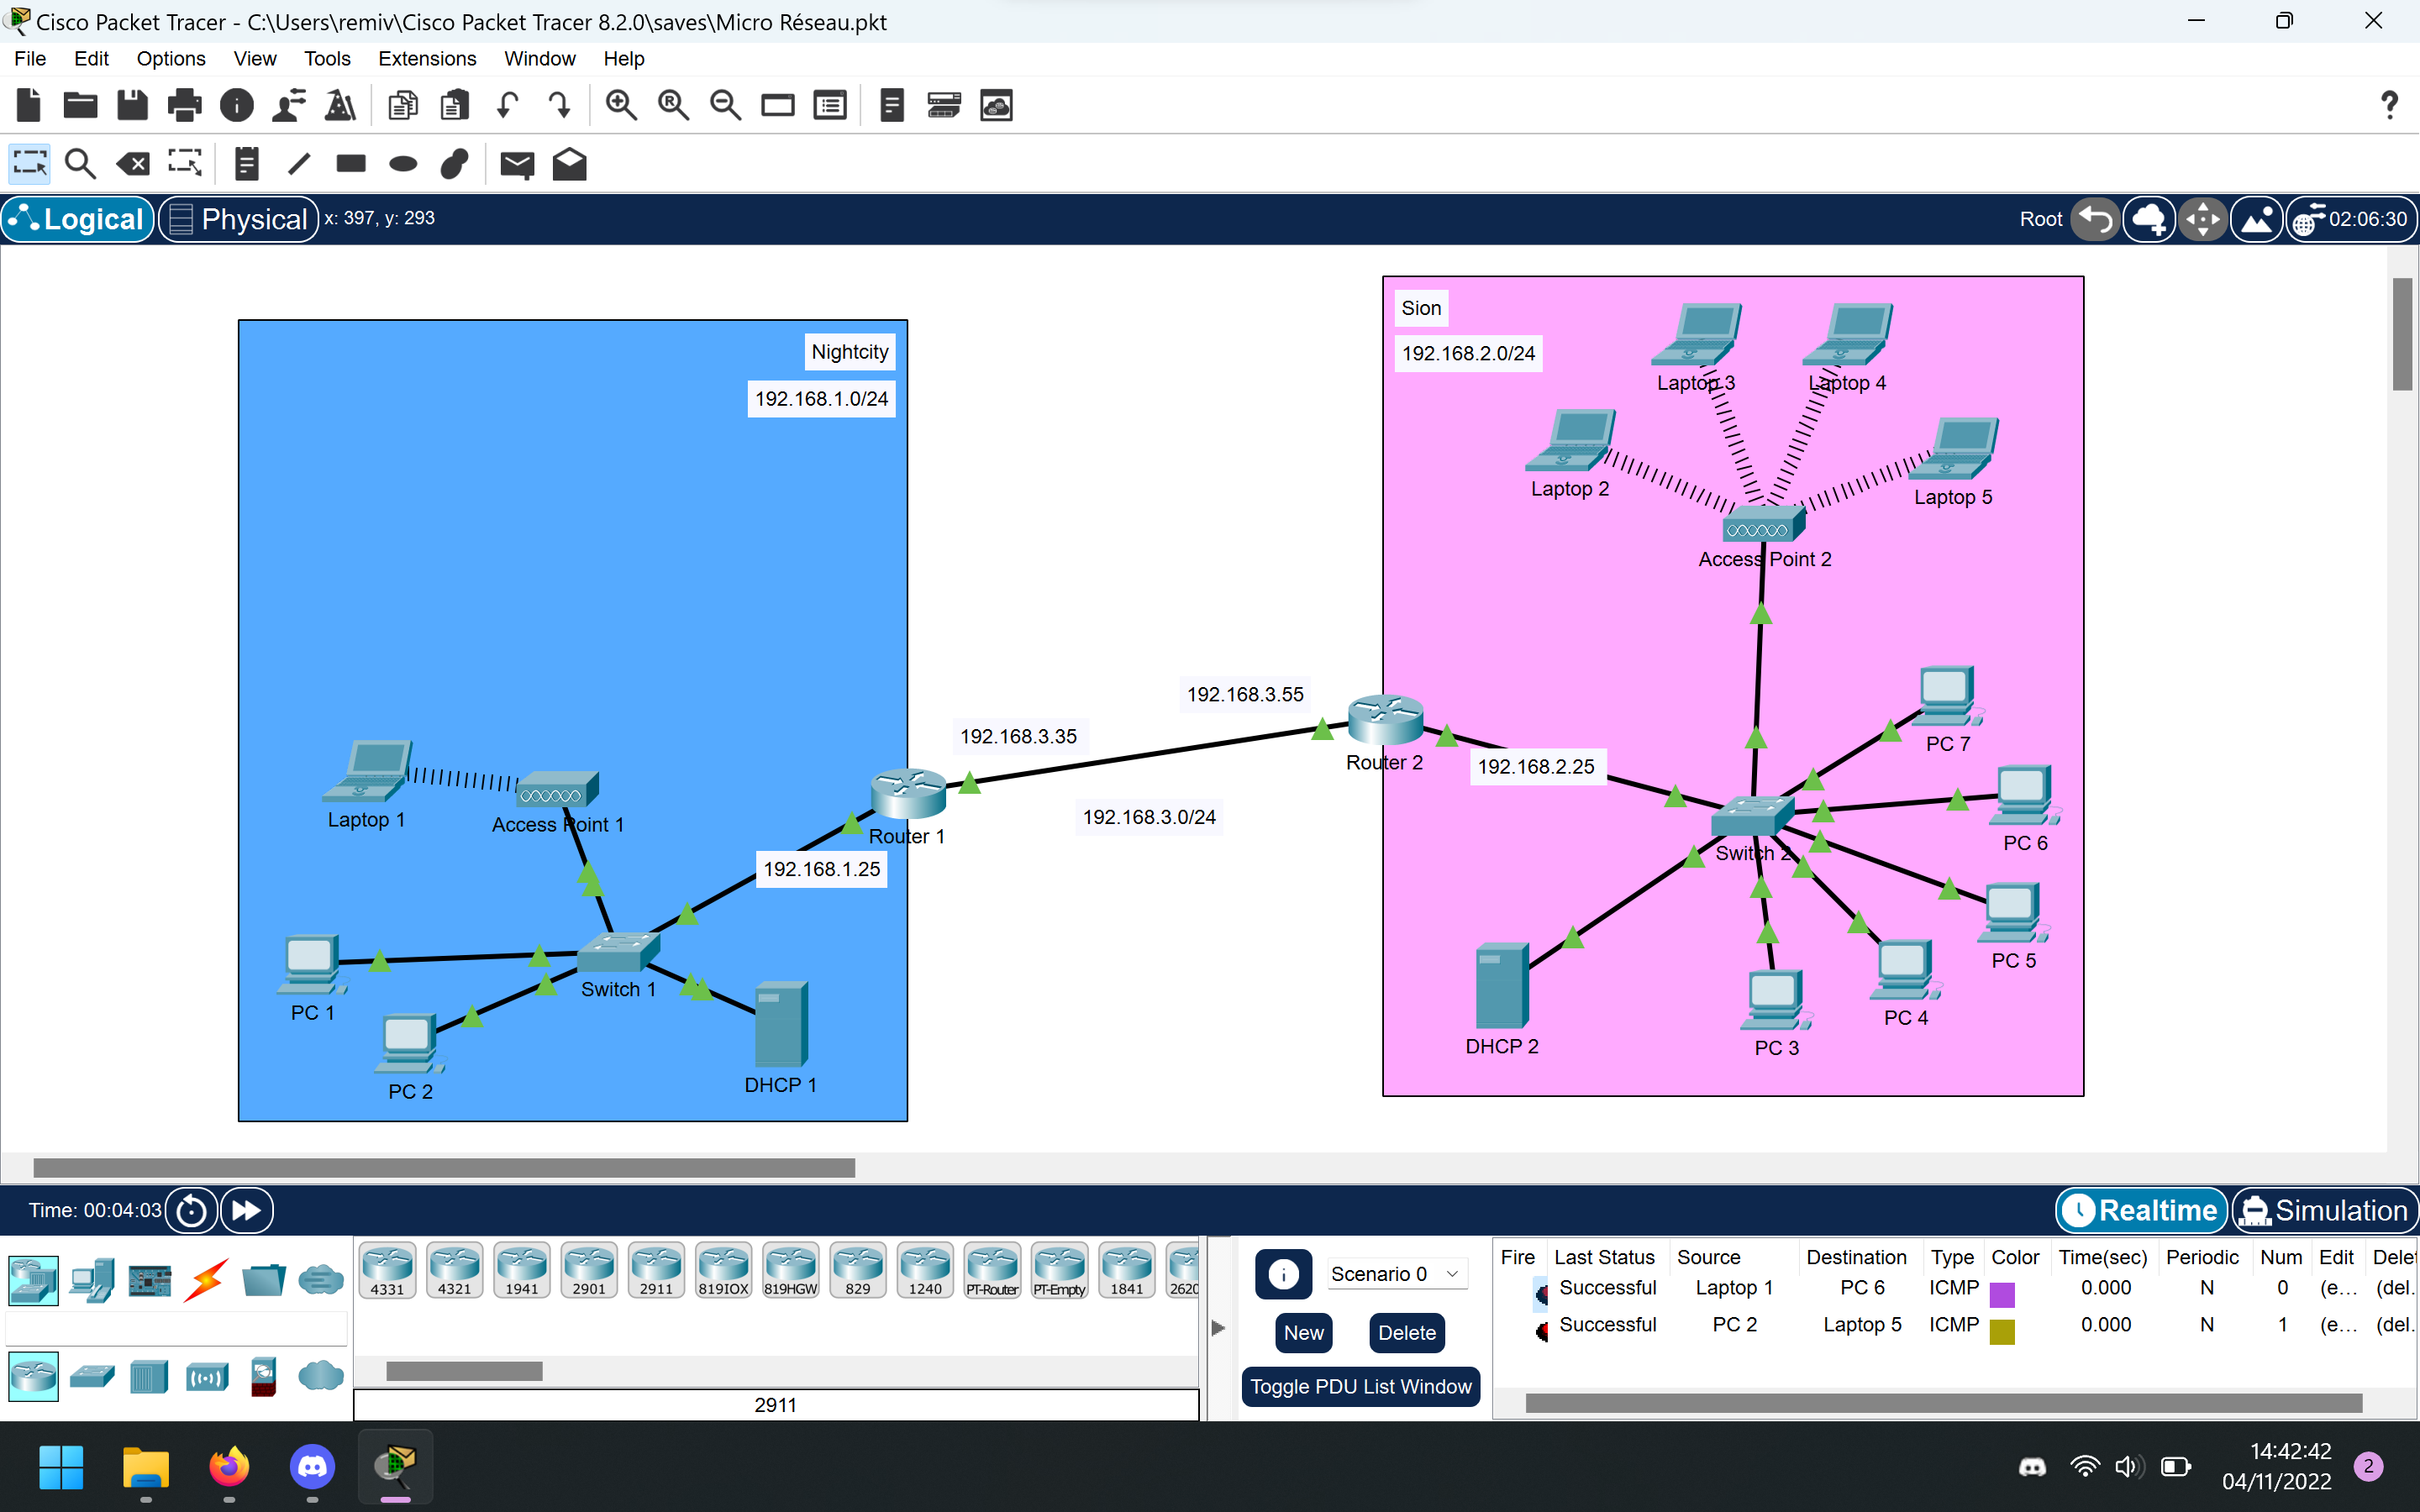 Cisco Packet Tracer - C:\Users\remiv\Cisco Packet Tracer 8.2.0\saves\Micro Réseau.pkt
File Edit Options View Tools Extensions Window Help
Logical Physical x: 397, y: 293 Root 02:06:30
Nightcity
192.168.1.0/24
Sion
192.168.2.0/24
Laptop 3
Laptop 4
Laptop 2
Laptop 5
Access Point 2
192.168.3.55
192.168.3.35
Router 2
192.168.2.25
PC 7
Laptop 1
Access Point 1
Router 1
192.168.3.0/24
192.168.1.25
Switch 2
PC 6
PC 5
PC 1
Switch 1
PC 4
PC 2
DHCP 1
DHCP 2
PC 3
Time: 00:04:03 Realtime Simulation
4331 4321 1941 2901 2911 819IOX 819HGW 829 1240 PT-Router PT-Empty 1841 2620
2911
Scenario 0
New Delete
Toggle PDU List Window
Fire Last Status Source Destination Type Color Time(sec) Periodic Num Edit Delet
Successful Laptop 1 PC 6 ICMP 0.000 N 0 (e... (del.
Successful PC 2 Laptop 5 ICMP 0.000 N 1 (e... (del.
14:42:42
04/11/2022
2